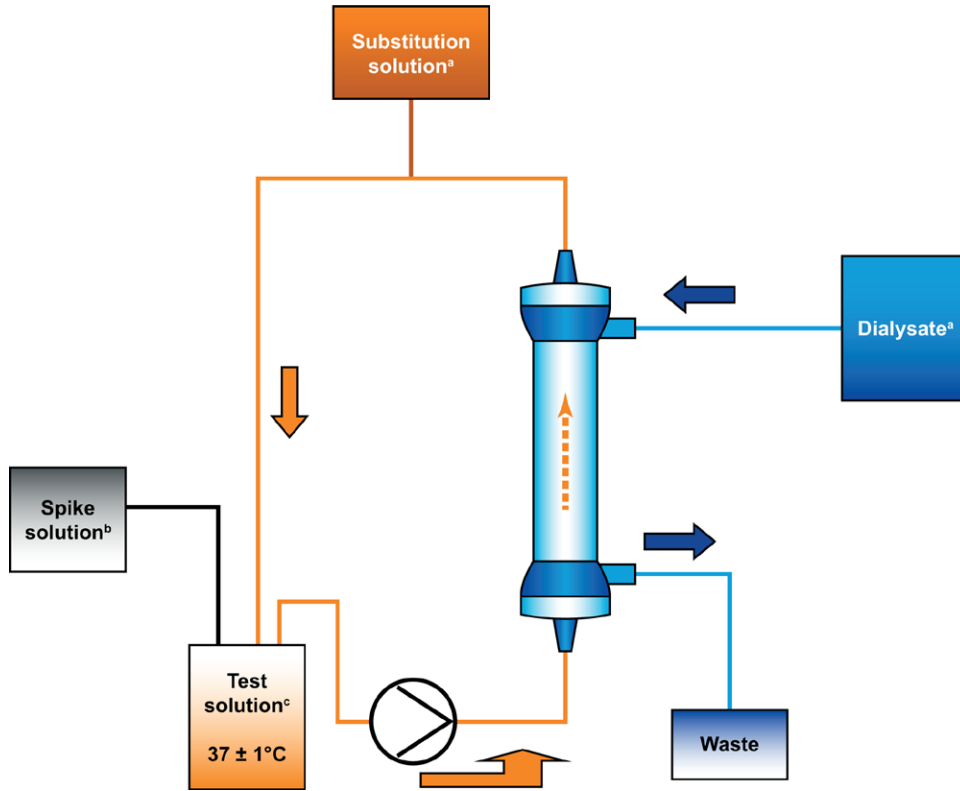 Substitution
solutionᵃ
Dialysateᵃ
Spike
solutionᵇ
Test
solutionᶜ
37 ± 1°C
Waste